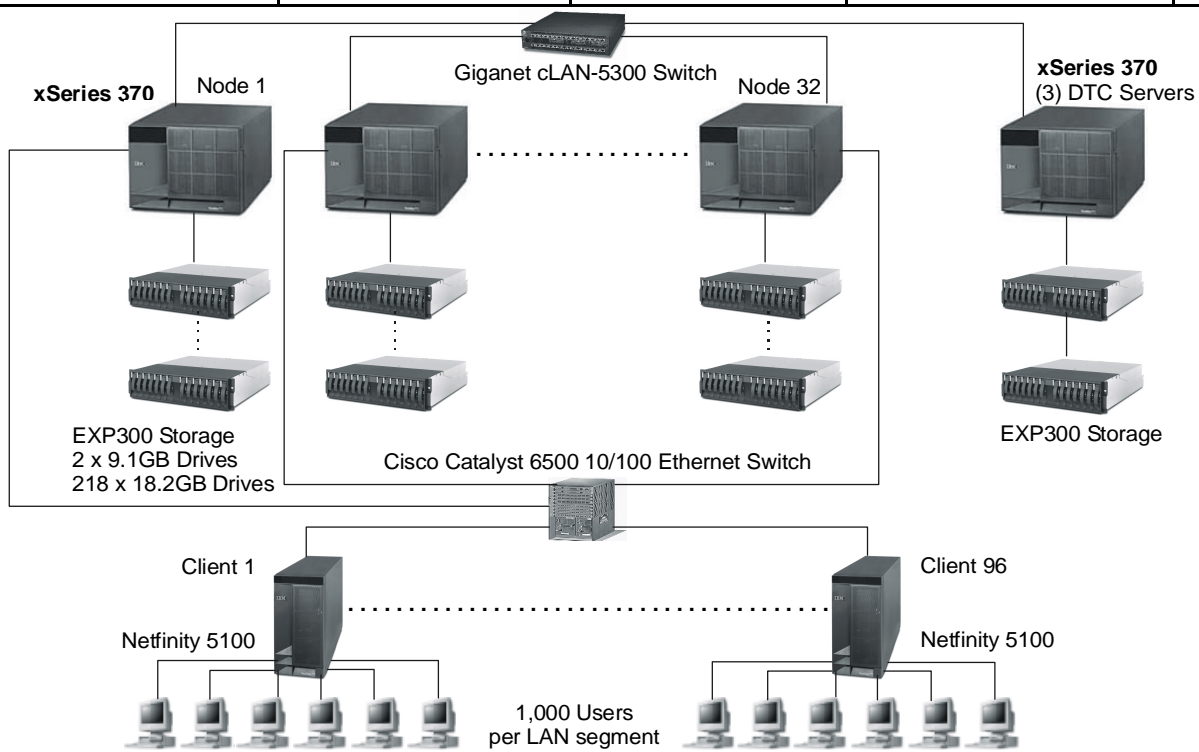 Giganet cLAN-5300 Switch
xSeries 370
Node 1
Node 32
xSeries 370
(3) DTC Servers
EXP300 Storage
2 x 9.1GB Drives
218 x 18.2GB Drives
EXP300 Storage
Cisco Catalyst 6500 10/100 Ethernet Switch
Client 1
Client 96
Netfinity 5100
Netfinity 5100
1,000 Users
per LAN segment